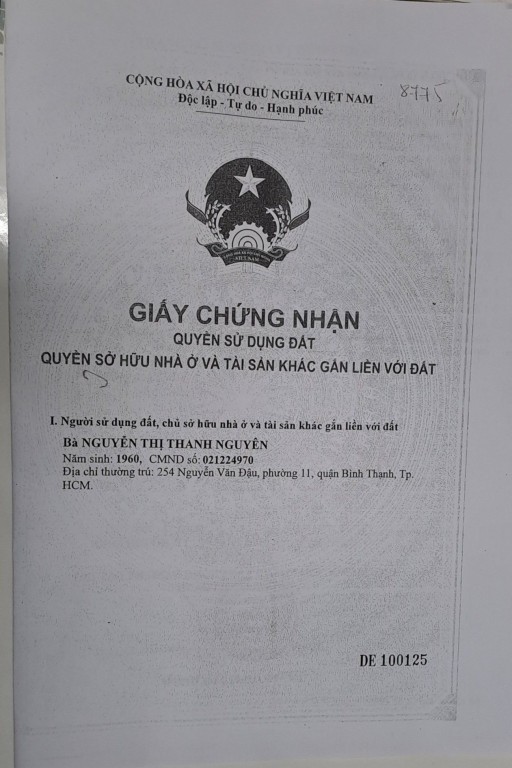 CỘNG HÒA XÃ HỘI CHỦ NGHĨA VIỆT NAM
Độc lập - Tự do - Hạnh phúc
8775
VIỆT NAM
GIẤY CHỨNG NHẬN
QUYỀN SỬ DỤNG ĐẤT
QUYỀN SỞ HỮU NHÀ Ở VÀ TÀI SẢN KHÁC GẮN LIỀN VỚI ĐẤT
I. Người sử dụng đất, chủ sở hữu nhà ở và tài sản khác gắn liền với đất
Bà NGUYỄN THỊ THANH NGUYÊN
Năm sinh: 1960, CMND số: 021224970
Địa chỉ thường trú: 254 Nguyễn Văn Đậu, phường 11, quận Bình Thạnh, Tp.
HCM.
DE 100125